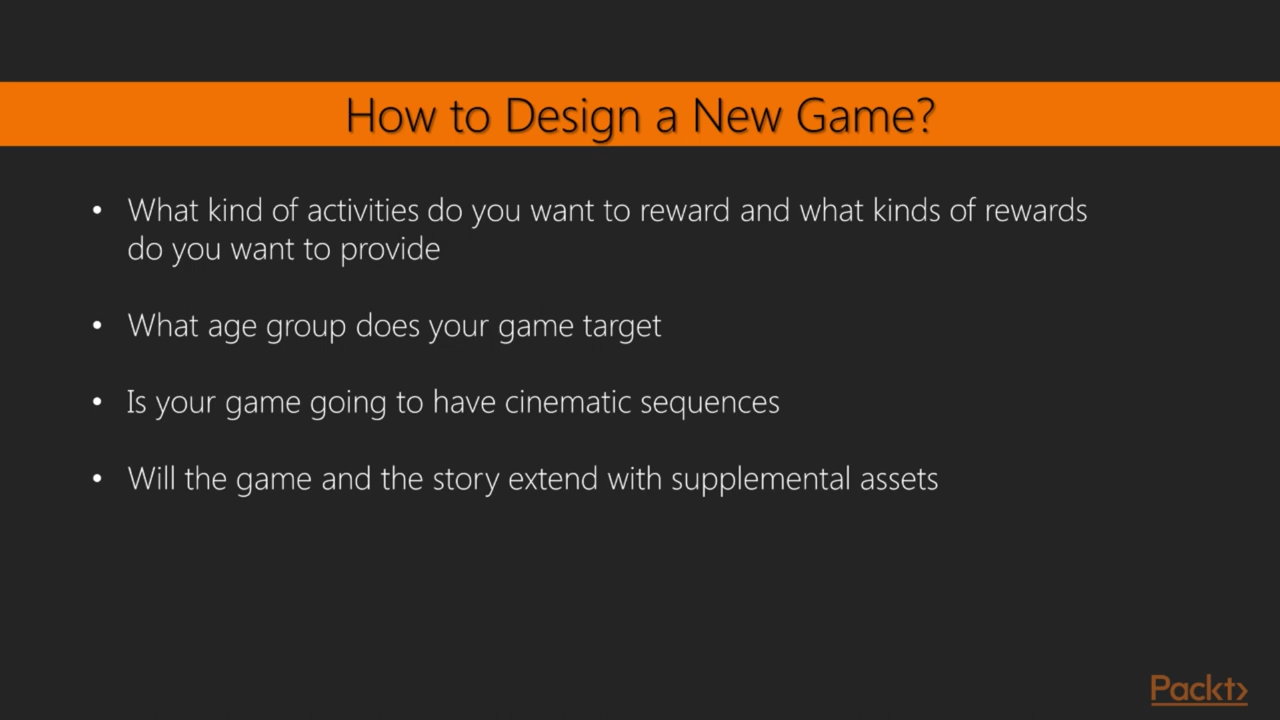 How to Design a New Game?
• What kind of activities do you want to reward and what kinds of rewards
do you want to provide
• What age group does your game target
• Is your game going to have cinematic sequences
• Will the game and the story extend with supplemental assets
Packt>